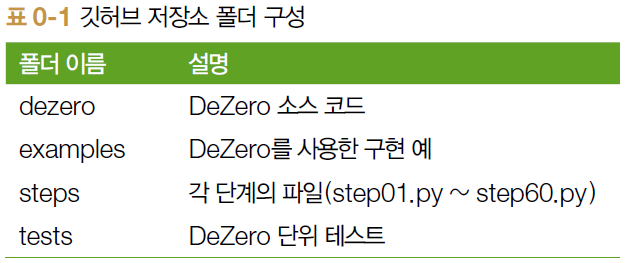 표 0-1 깃허브 저장소 폴더 구성
폴더 이름 설명
dezero DeZero 소스 코드
examples DeZero를 사용한 구현 예
steps 각 단계의 파일(step01.py ~ step60.py)
tests DeZero 단위 테스트